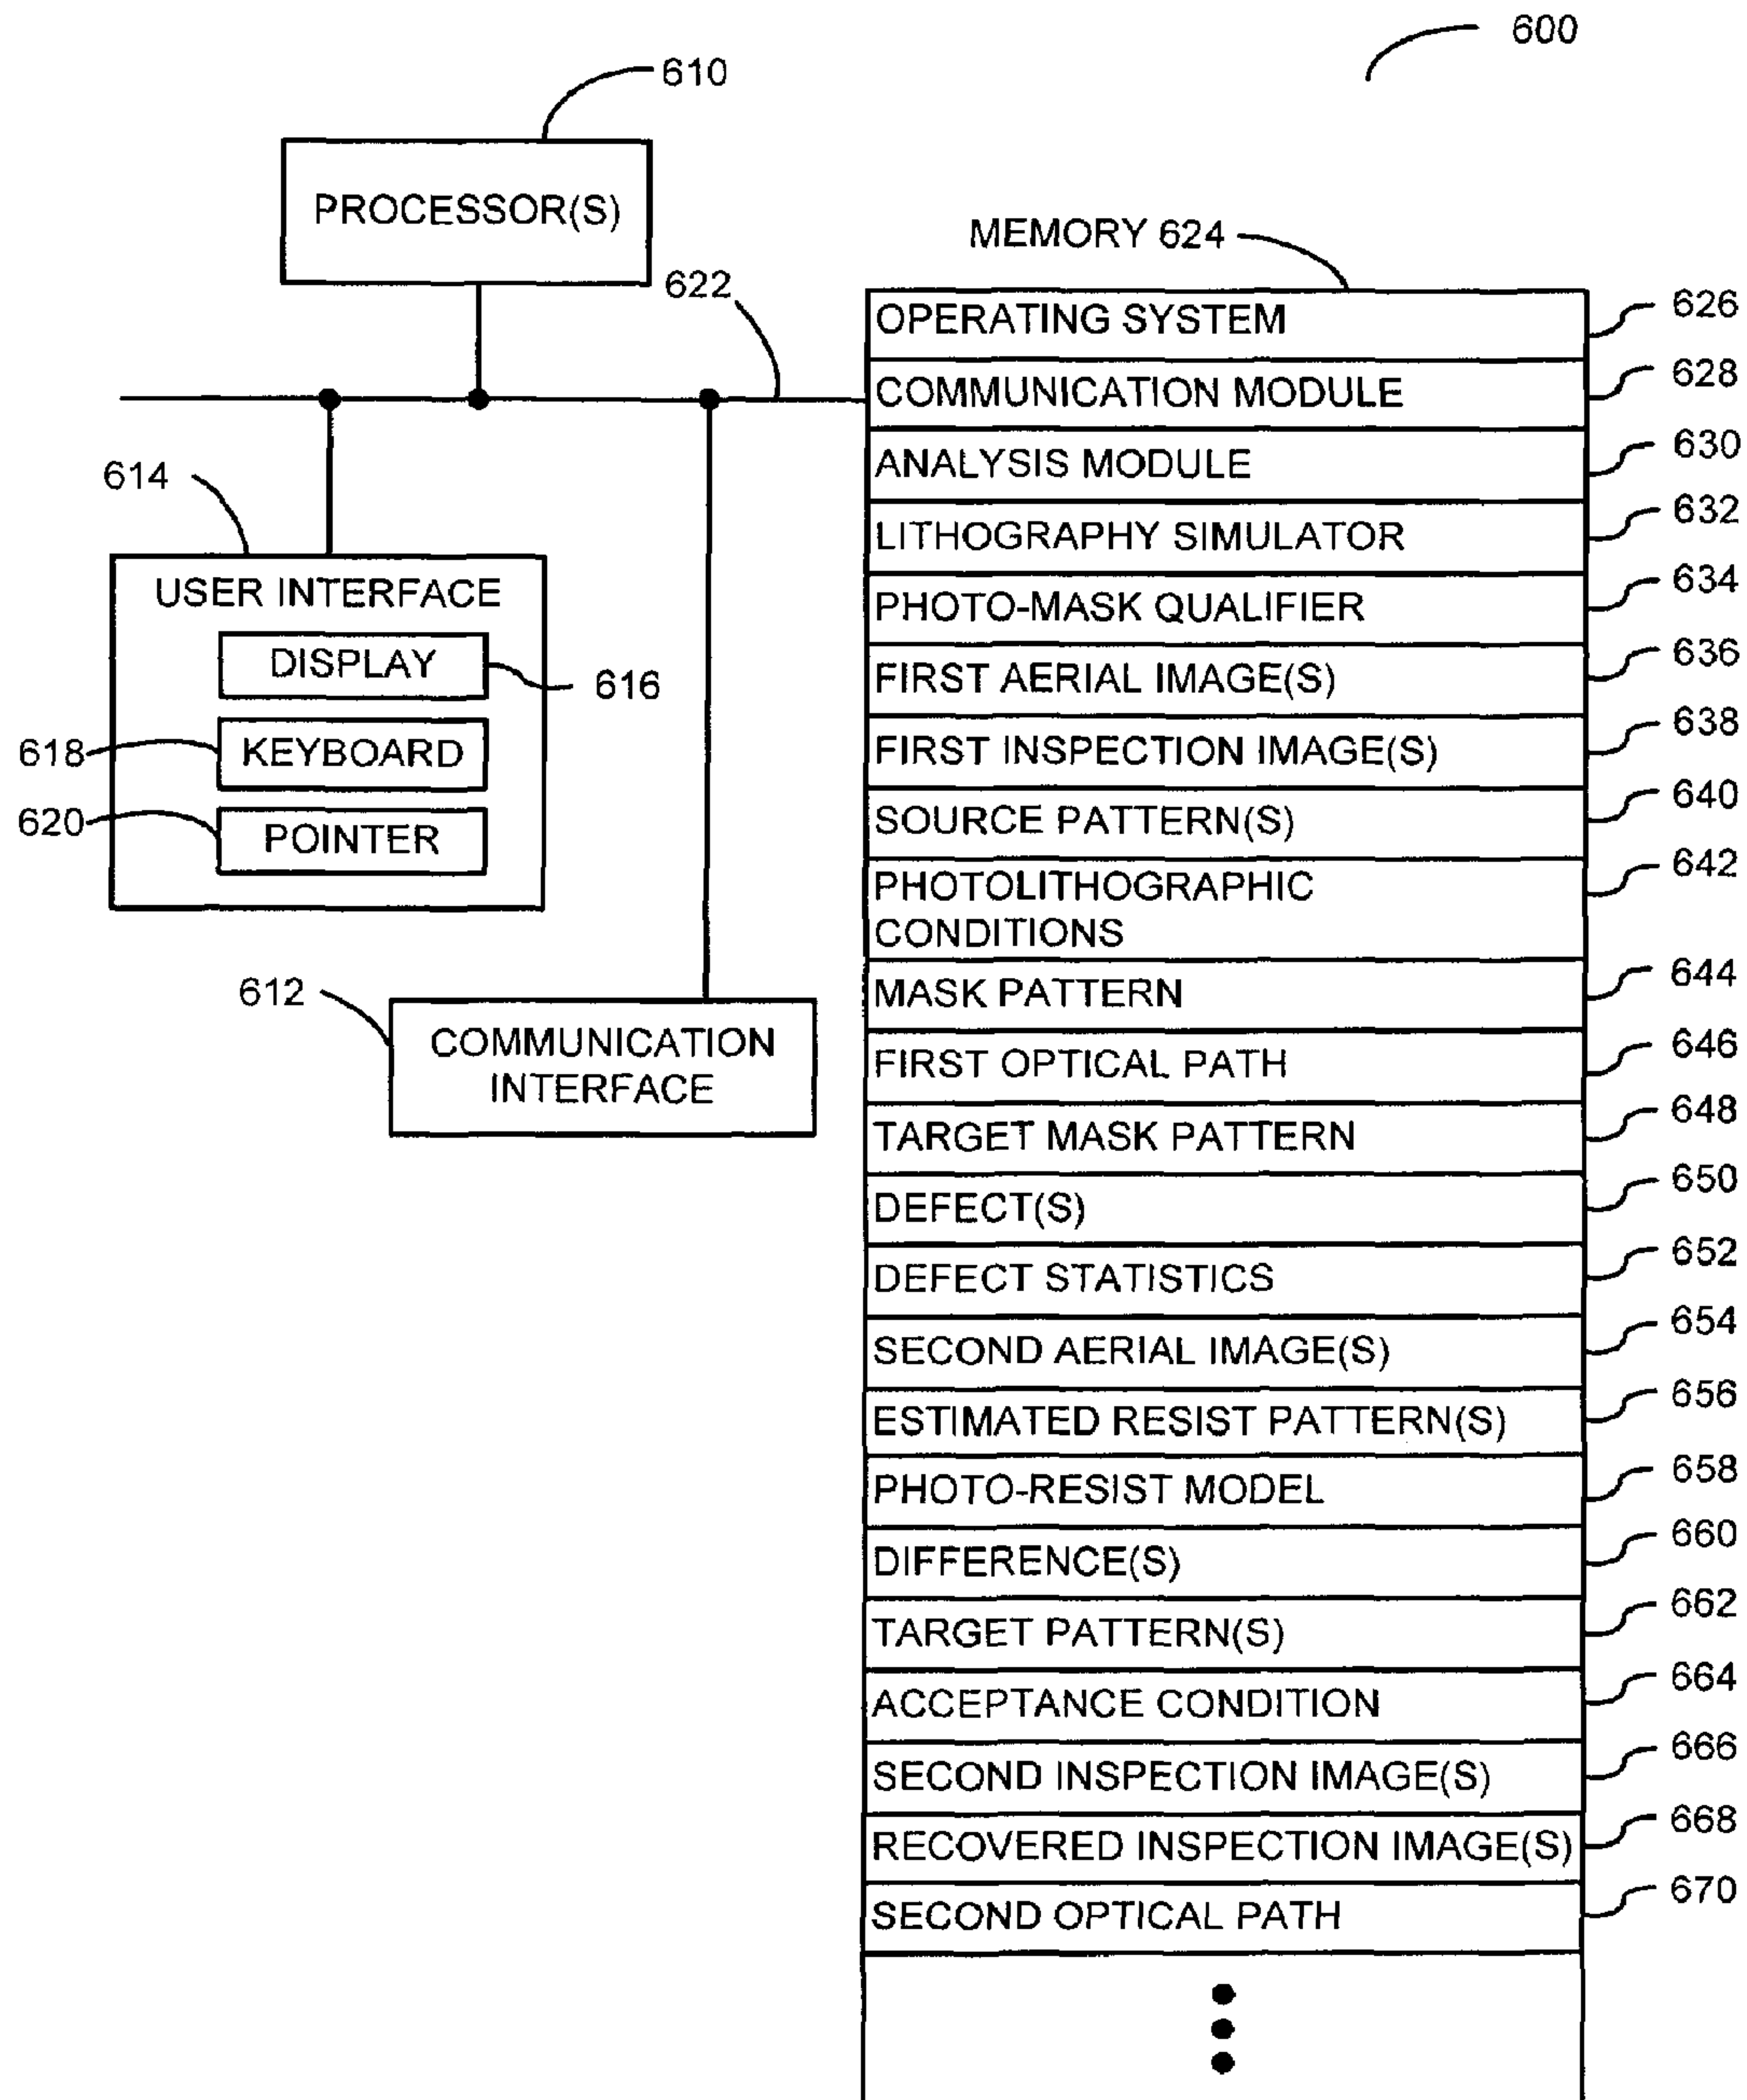 600
610
PROCESSOR(S)
MEMORY 624
622
OPERATING SYSTEM 626
COMMUNICATION MODULE 628
ANALYSIS MODULE 630
LITHOGRAPHY SIMULATOR 632
PHOTO-MASK QUALIFIER 634
FIRST AERIAL IMAGE(S) 636
FIRST INSPECTION IMAGE(S) 638
SOURCE PATTERN(S) 640
PHOTOLITHOGRAPHIC 642
CONDITIONS
MASK PATTERN 644
FIRST OPTICAL PATH 646
TARGET MASK PATTERN 648
DEFECT(S) 650
DEFECT STATISTICS 652
SECOND AERIAL IMAGE(S) 654
ESTIMATED RESIST PATTERN(S) 656
PHOTO-RESIST MODEL 658
DIFFERENCE(S) 660
TARGET PATTERN(S) 662
ACCEPTANCE CONDITION 664
SECOND INSPECTION IMAGE(S) 666
RECOVERED INSPECTION IMAGE(S) 668
SECOND OPTICAL PATH 670
614
USER INTERFACE
DISPLAY 616
618 KEYBOARD
620 POINTER
612
COMMUNICATION
INTERFACE